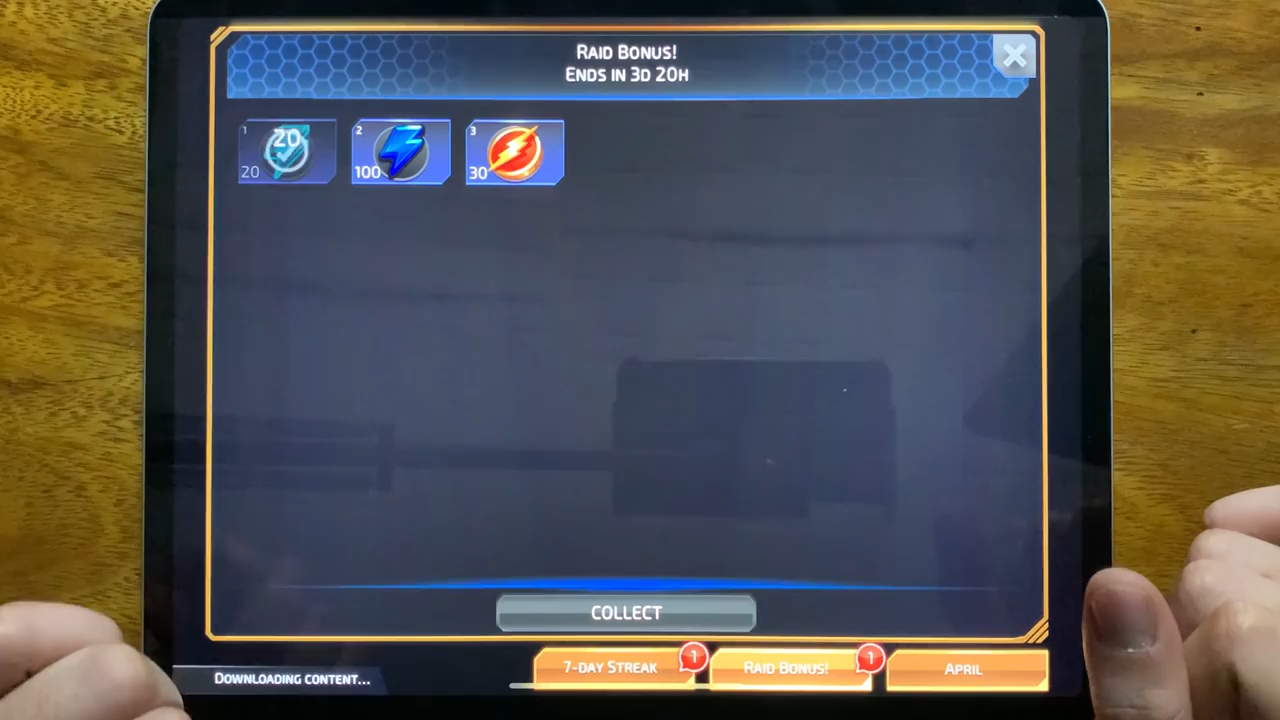 RAID BONUS!
ENDS IN 3D 20H
1
20
20
2
100
3
30
COLLECT
7-DAY STREAK
1
RAID BONUS!
1
APRIL
DOWNLOADING CONTENT...